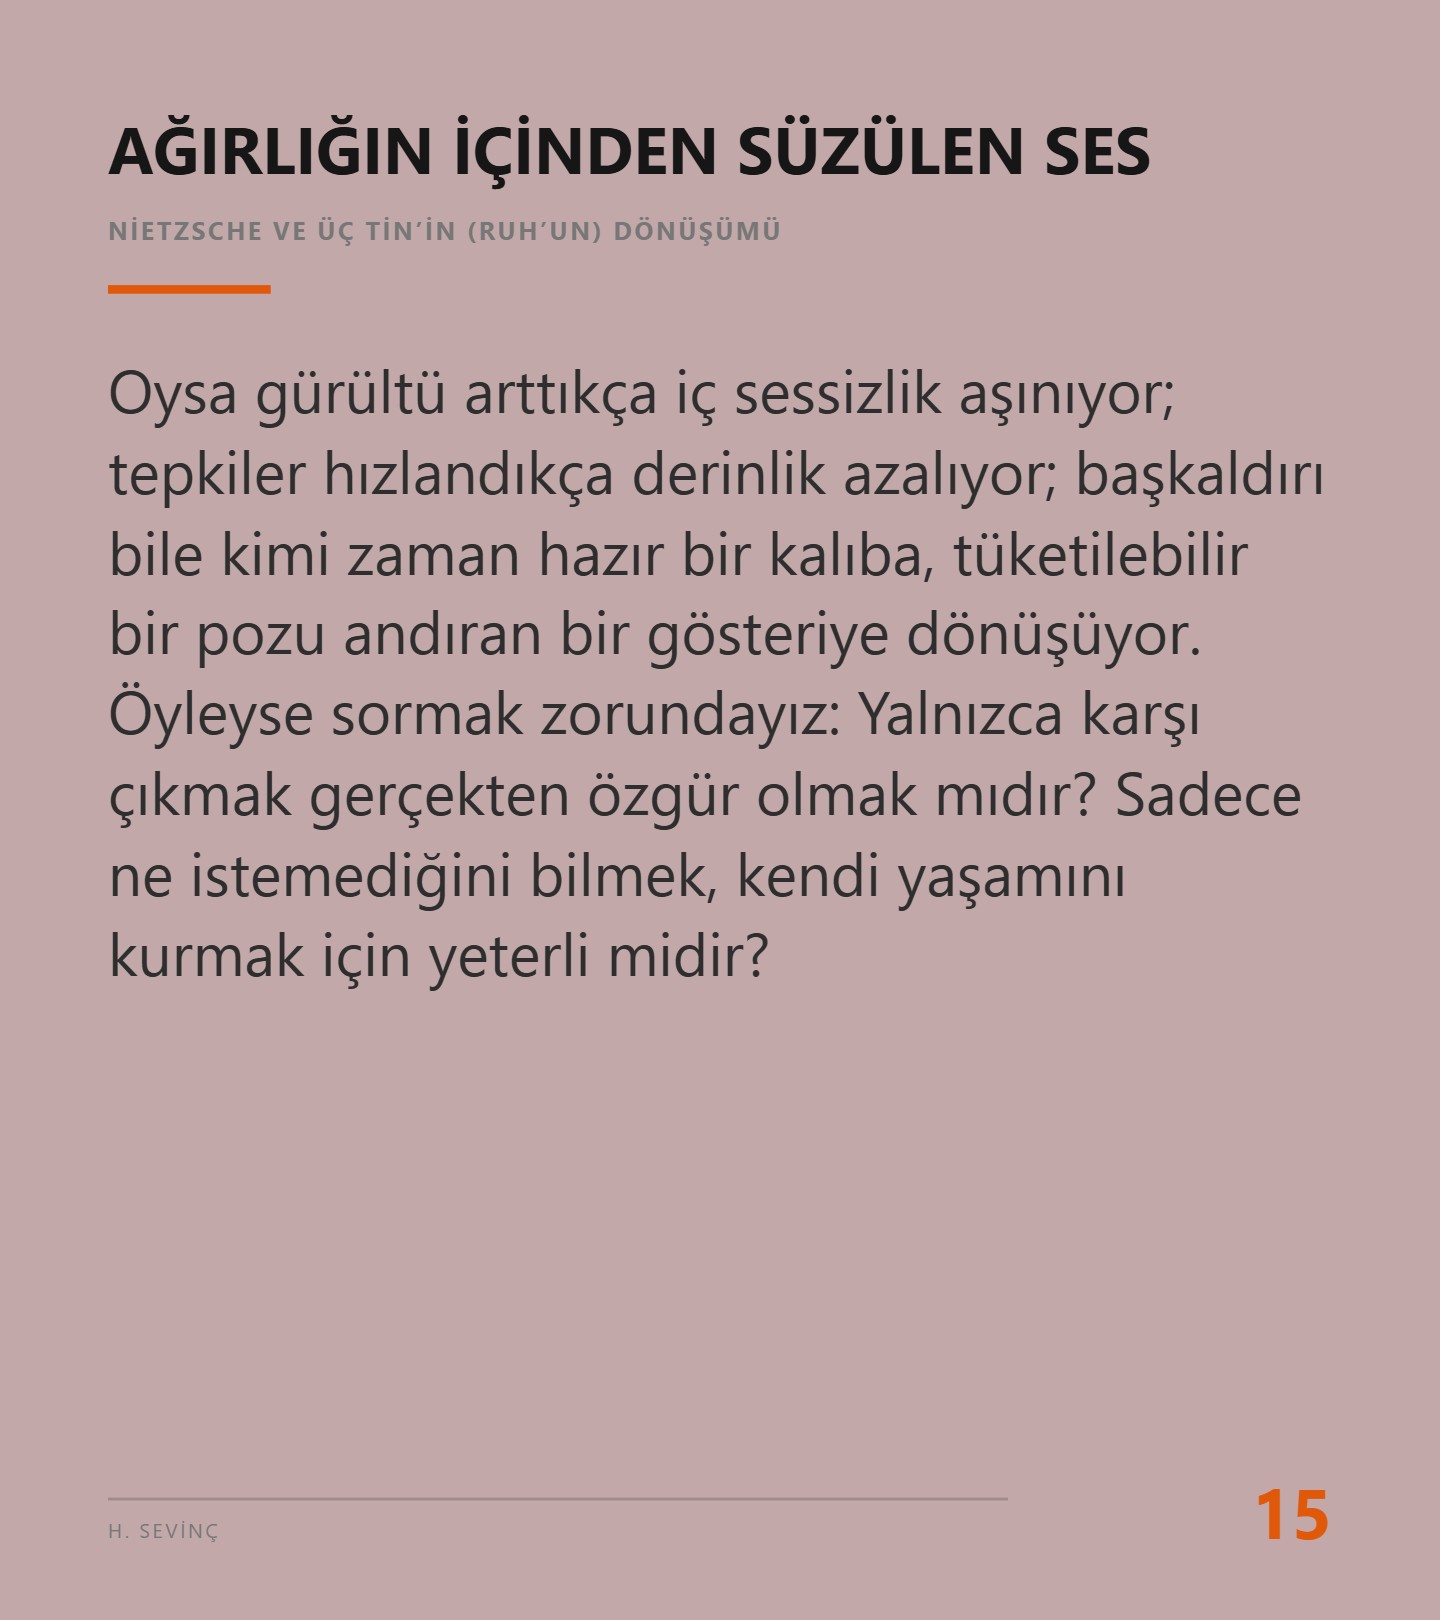 AĞIRLIĞIN İÇİNDEN SÜZÜLEN SES
NİETZSCHE VE ÜÇ TİN’İN (RUH’UN) DÖNÜŞÜMÜ
Oysa gürültü arttıkça iç sessizlik aşınıyor;
tepkiler hızlandıkça derinlik azalıyor; başkaldırı
bile kimi zaman hazır bir kalıba, tüketilebilir
bir pozu andıran bir gösteriye dönüşüyor.
Öyleyse sormak zorundayız: Yalnızca karşı
çıkmak gerçekten özgür olmak mıdır? Sadece
ne istemediğini bilmek, kendi yaşamını
kurmak için yeterli midir?
H. SEVİNÇ
15